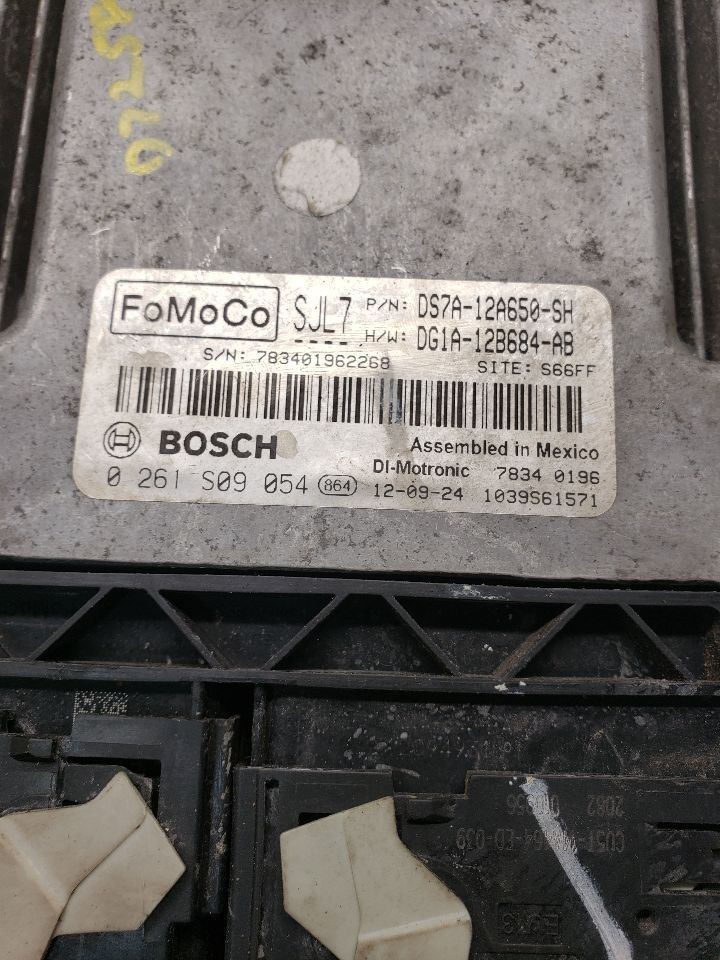 FoMoCo SJL7 P/N: DS7A-12A650-SH
H/W: DG1A-12B684-AB
S/N: 783401962268 SITE: S66FF
BOSCH Assembled in Mexico
DI-Motronic 7834 0196
0 261 S09 054 864 12-09-24 1039S61571